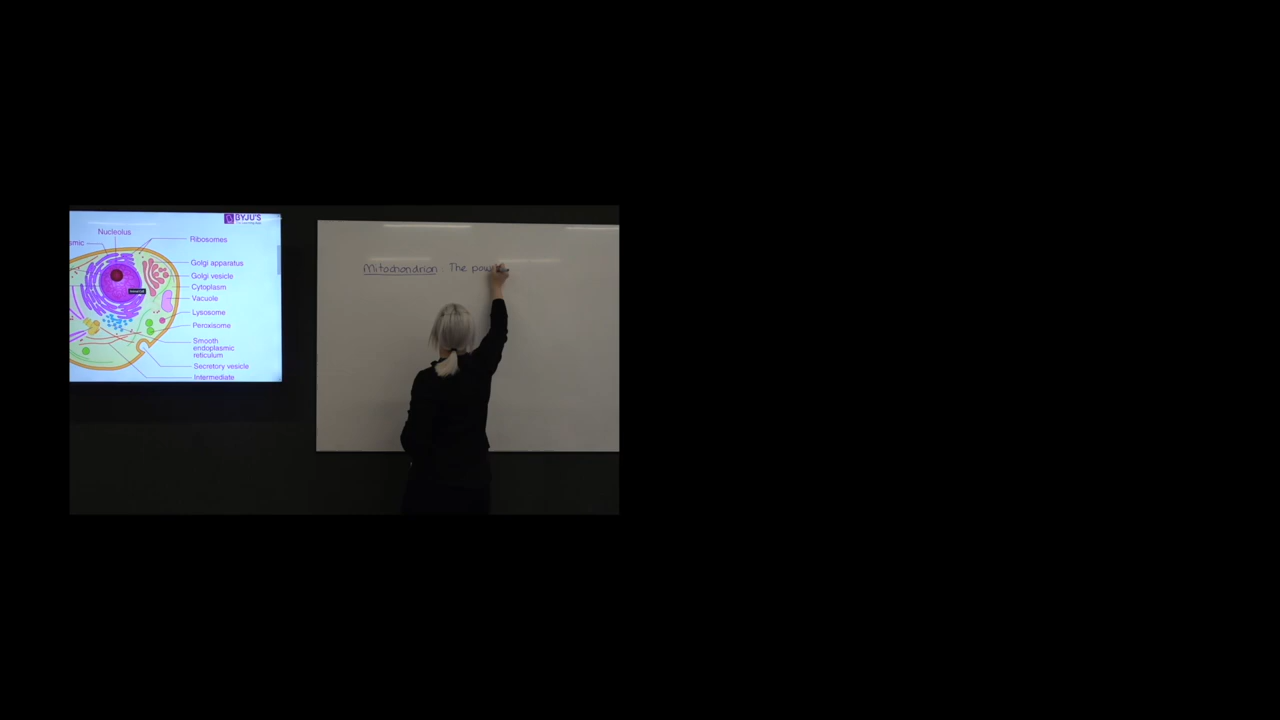 BYJU'S
Nucleolus
Ribosomes
Golgi apparatus
Golgi vesicle
Cytoplasm
Vacuole
Lysosome
Peroxisome
Smooth
endoplasmic
reticulum
Secretory vesicle
Intermediate
Mitochondrion : The pow